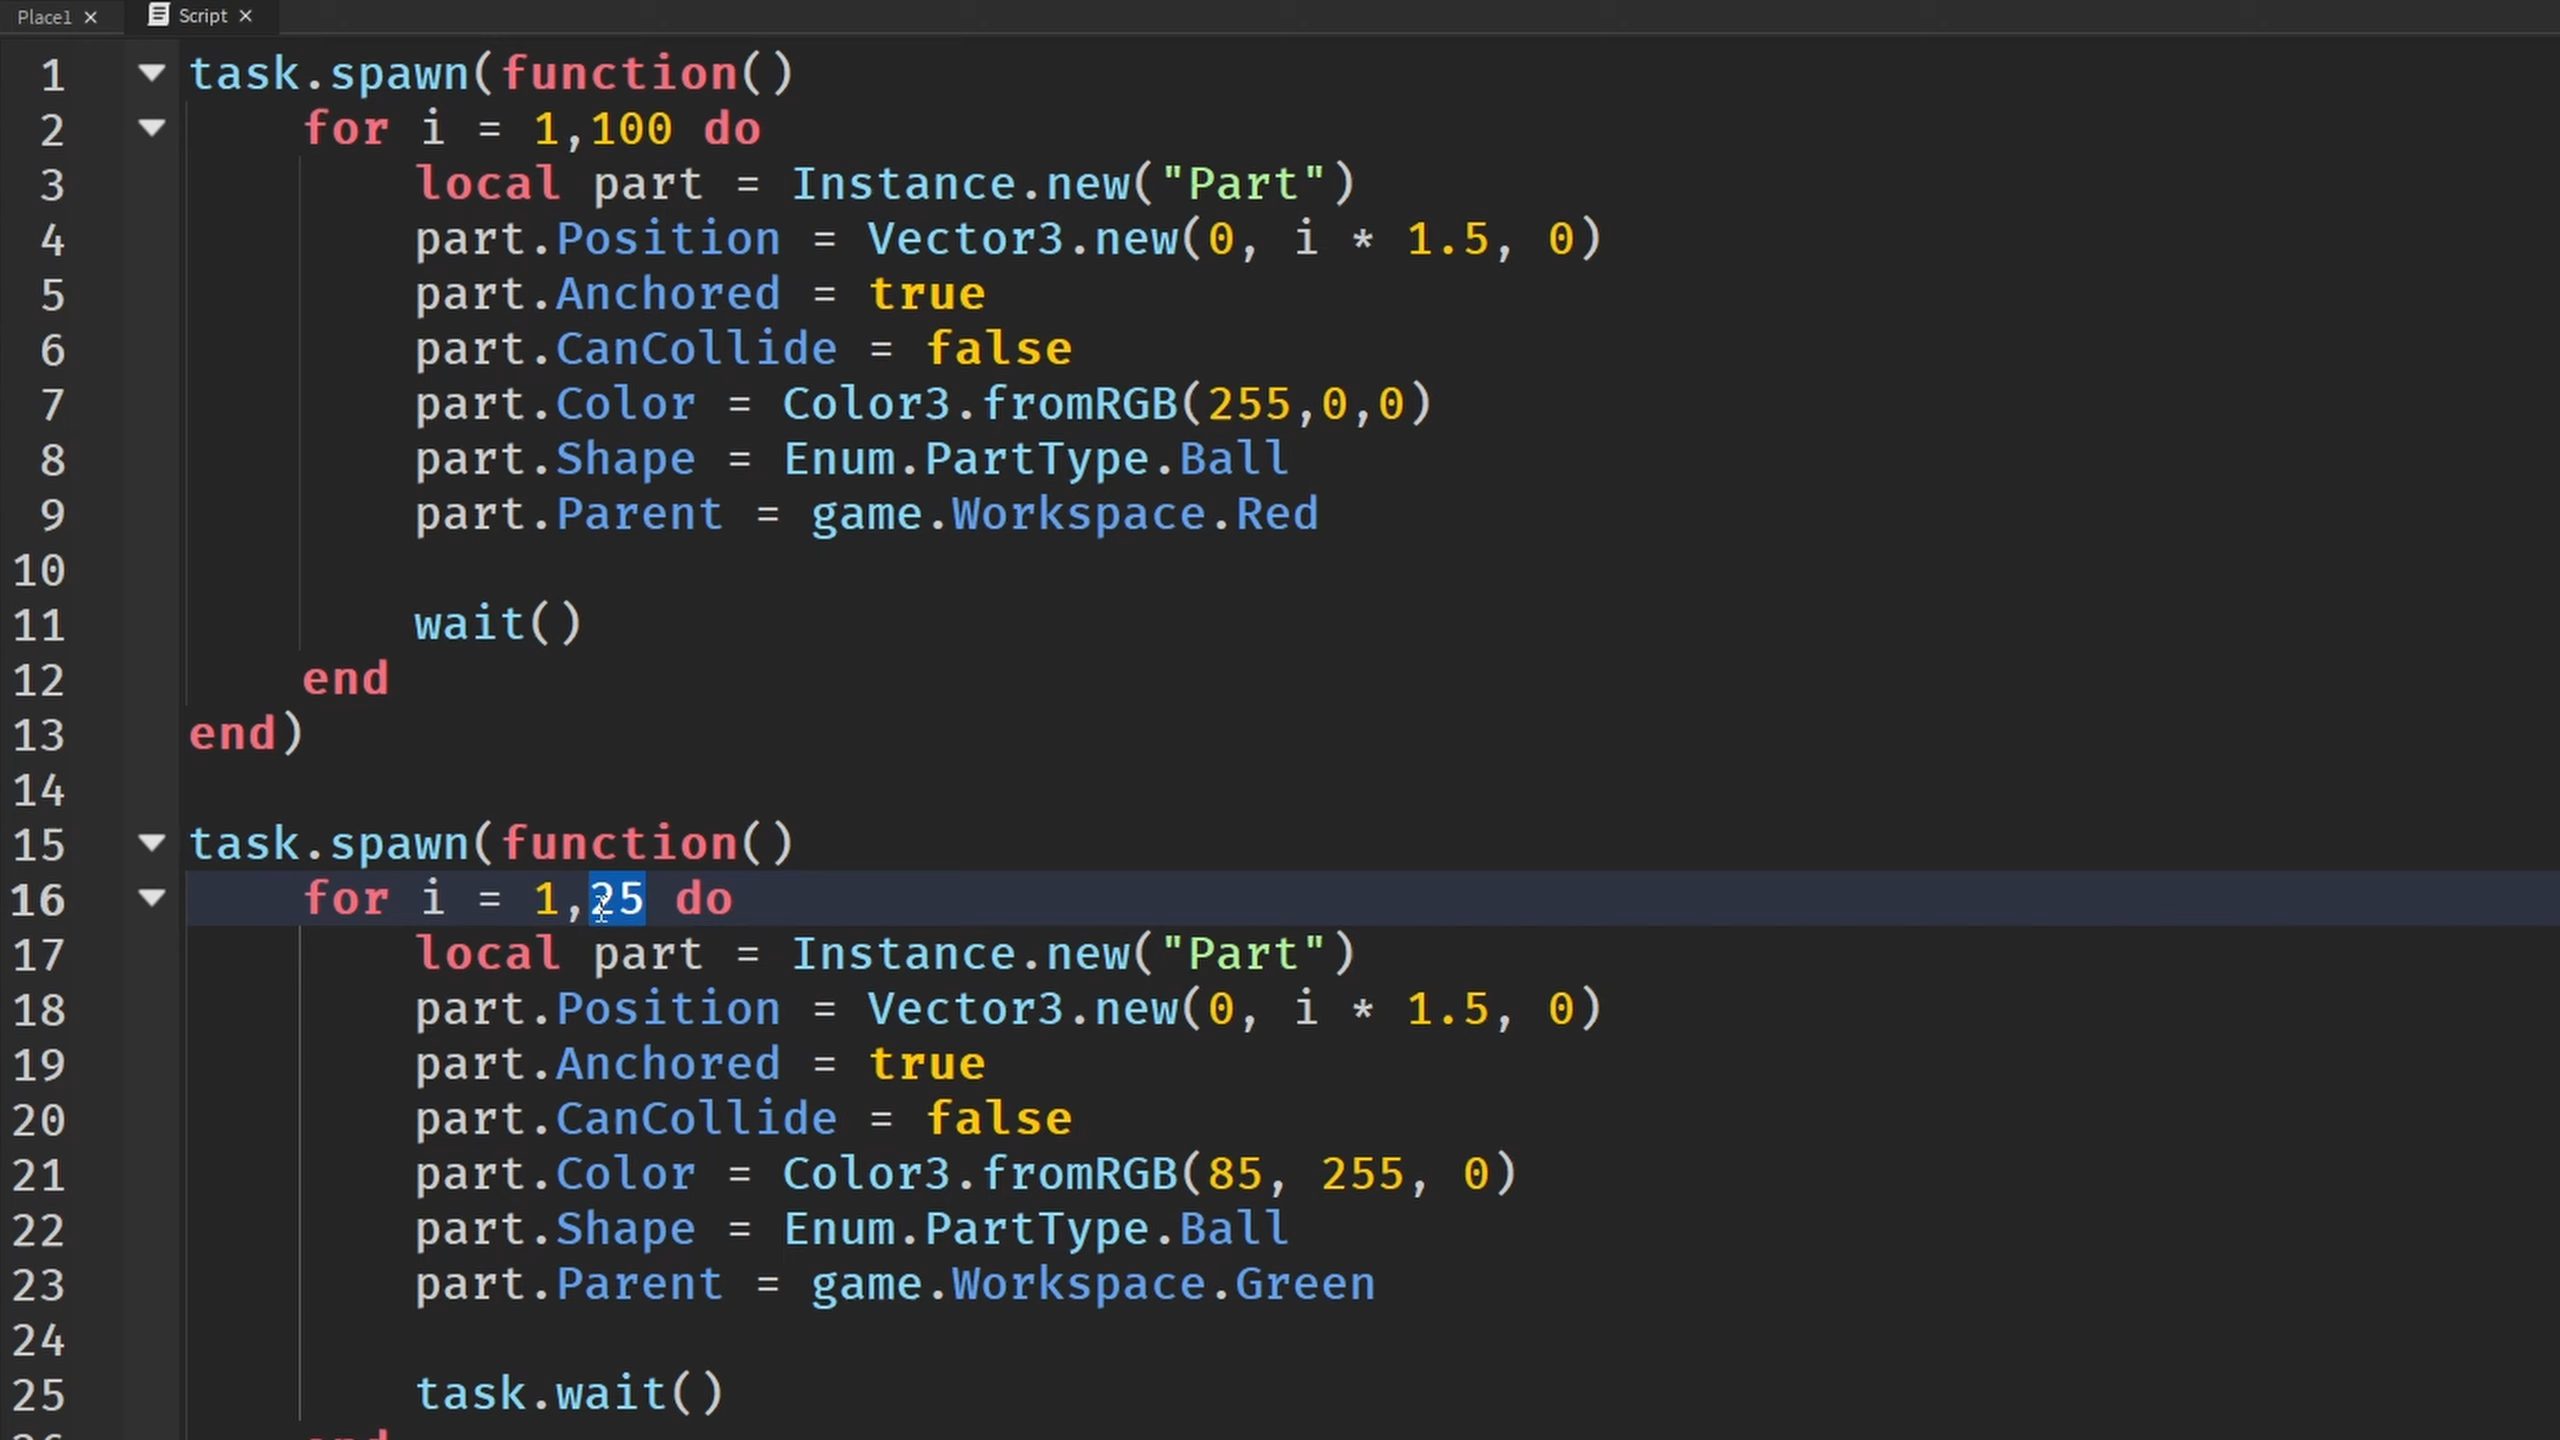 Place1 × Script ×
1 task.spawn(function()
2 for i = 1,100 do
3 local part = Instance.new("Part")
4 part.Position = Vector3.new(0, i * 1.5, 0)
5 part.Anchored = true
6 part.CanCollide = false
7 part.Color = Color3.fromRGB(255,0,0)
8 part.Shape = Enum.PartType.Ball
9 part.Parent = game.Workspace.Red
10
11 wait()
12 end
13 end)
14
15 task.spawn(function()
16 for i = 1,25 do
17 local part = Instance.new("Part")
18 part.Position = Vector3.new(0, i * 1.5, 0)
19 part.Anchored = true
20 part.CanCollide = false
21 part.Color = Color3.fromRGB(85, 255, 0)
22 part.Shape = Enum.PartType.Ball
23 part.Parent = game.Workspace.Green
24
25 task.wait()
26 end